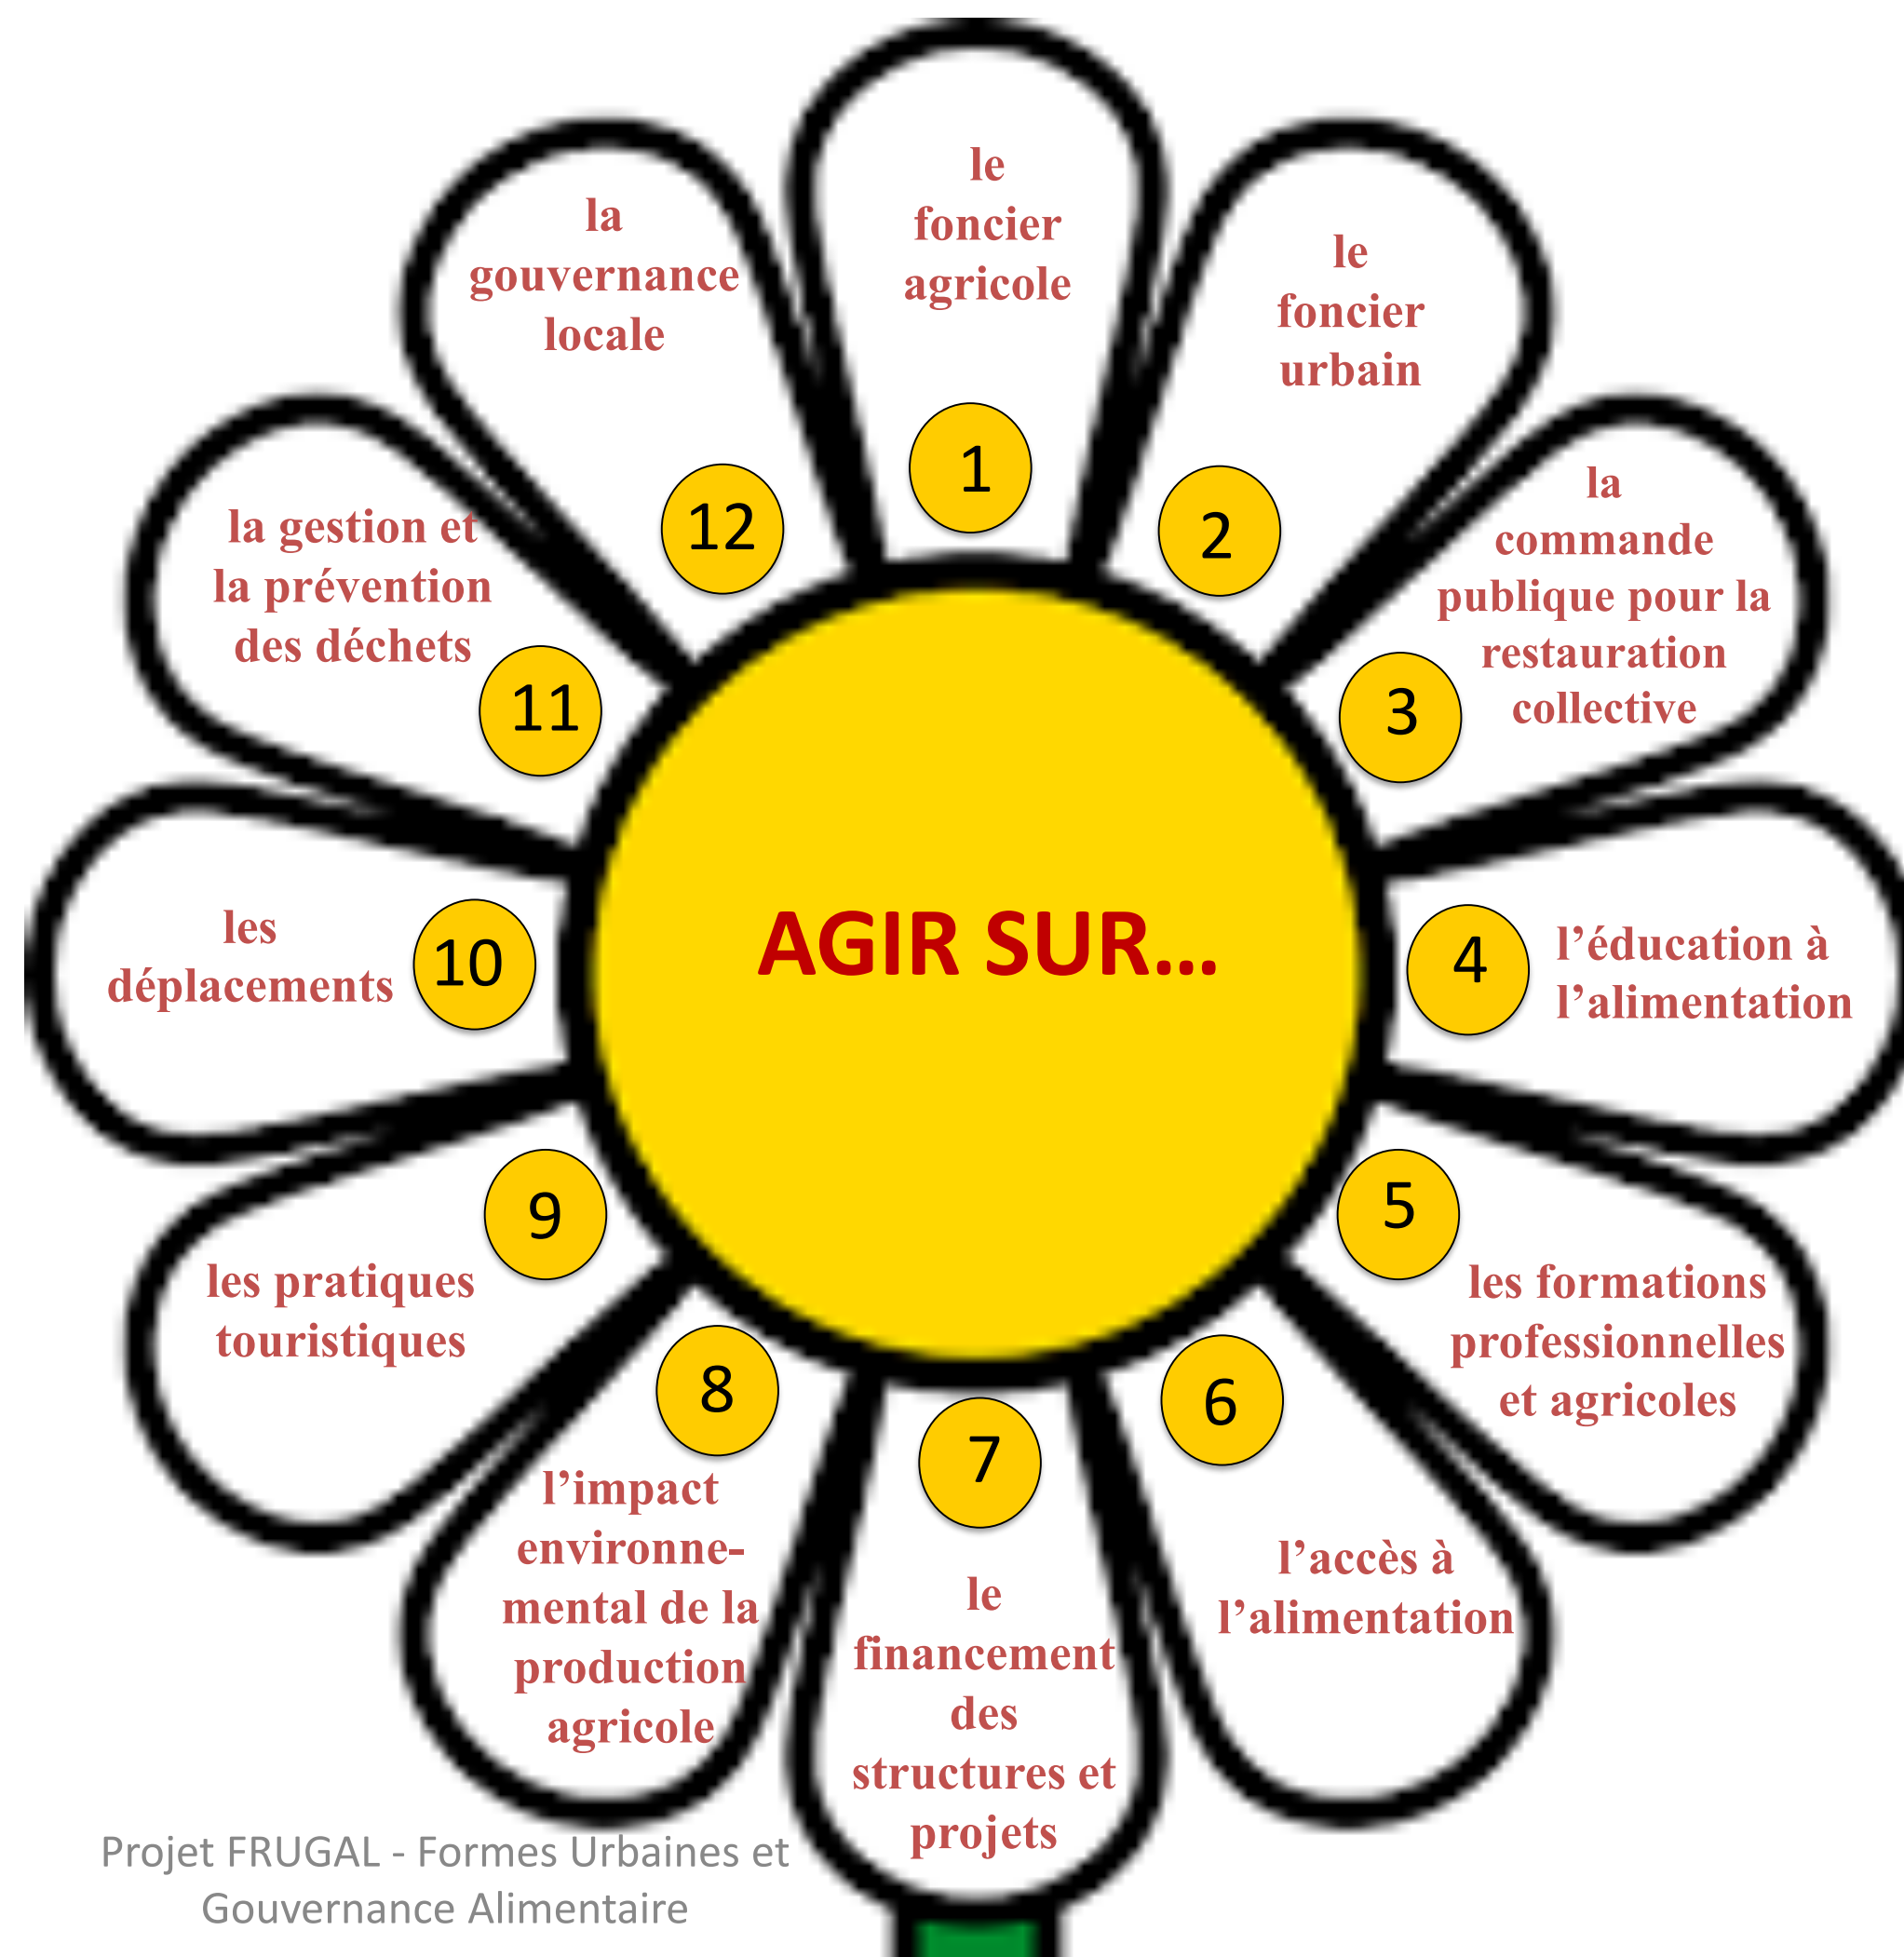 AGIR SUR...
1
le
foncier
agricole
2
le
foncier
urbain
3
la
commande
publique pour la
restauration
collective
4
l’éducation à
l’alimentation
5
les formations
professionnelles
et agricoles
6
l’accès à
l’alimentation
7
le
financement
des
structures et
projets
8
l’impact
environne-
mental de la
production
agricole
9
les pratiques
touristiques
10
les
déplacements
11
la gestion et
la prévention
des déchets
12
la
gouvernance
locale
Projet FRUGAL - Formes Urbaines et
Gouvernance Alimentaire